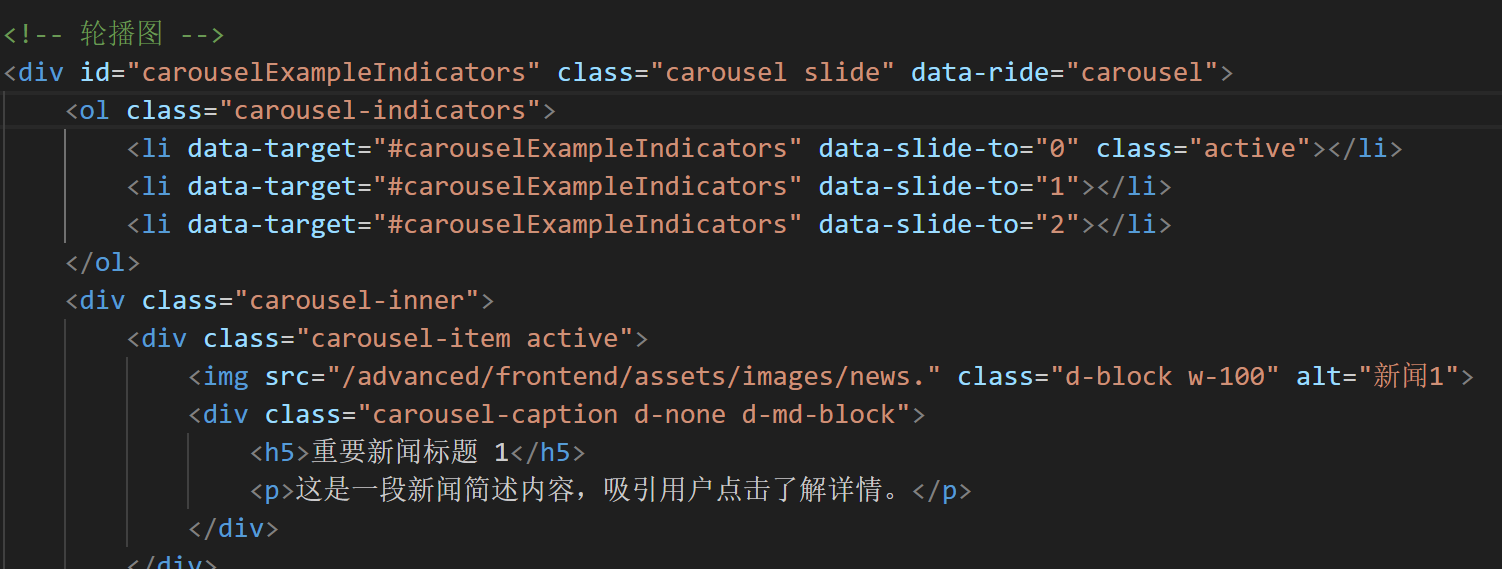 <!-- 轮播图 -->
<div id="carouselExampleIndicators" class="carousel slide" data-ride="carousel">
<ol class="carousel-indicators">
<li data-target="#carouselExampleIndicators" data-slide-to="0" class="active"></li>
<li data-target="#carouselExampleIndicators" data-slide-to="1"></li>
<li data-target="#carouselExampleIndicators" data-slide-to="2"></li>
</ol>
<div class="carousel-inner">
<div class="carousel-item active">
<img src="/advanced/frontend/assets/images/news." class="d-block w-100" alt="新闻1">
<div class="carousel-caption d-none d-md-block">
<h5>重要新闻标题 1</h5>
<p>这是一段新闻简述内容，吸引用户点击了解详情。</p>
</div>
</div>